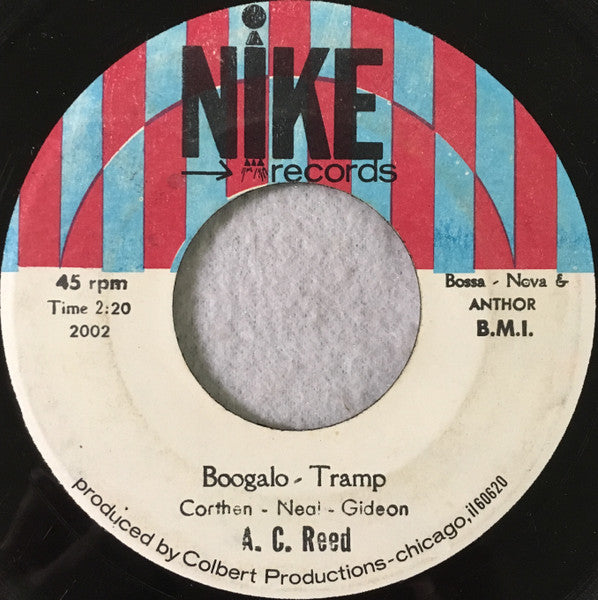 NiKE
records
45 rpm
Time 2:20
2002
Bossa - Nova &
ANTHOR
B.M.I.
Boogalo - Tramp
Corthen - Neal - Gideon
A. C. Reed
produced by Colbert Productions-chicago,il60620